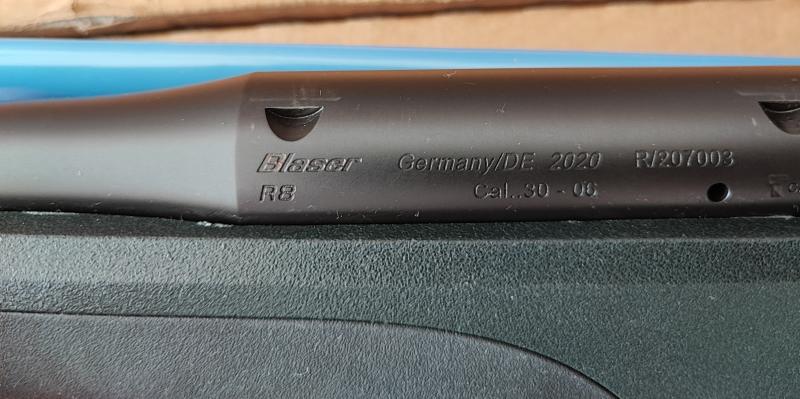 Blaser Germany/DE 2020 R/207003
R8 Cal..30 - 06